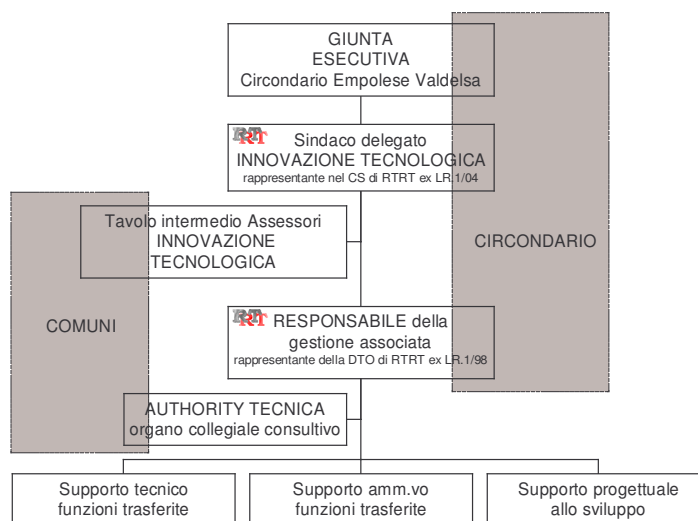 GIUNTA
ESECUTIVA
Circondario Empolese Valdelsa
RTRT
Sindaco delegato
INNOVAZIONE TECNOLOGICA
rappresentante nel CS di RTRT ex LR.1/04
Tavolo intermedio Assessori
INNOVAZIONE
TECNOLOGICA
CIRCONDARIO
COMUNI
RTRT
RESPONSABILE della
gestione associata
rappresentante della DTO di RTRT ex LR.1/98
AUTHORITY TECNICA
organo collegiale consultivo
Supporto tecnico
funzioni trasferite
Supporto amm.vo
funzioni trasferite
Supporto progettuale
allo sviluppo